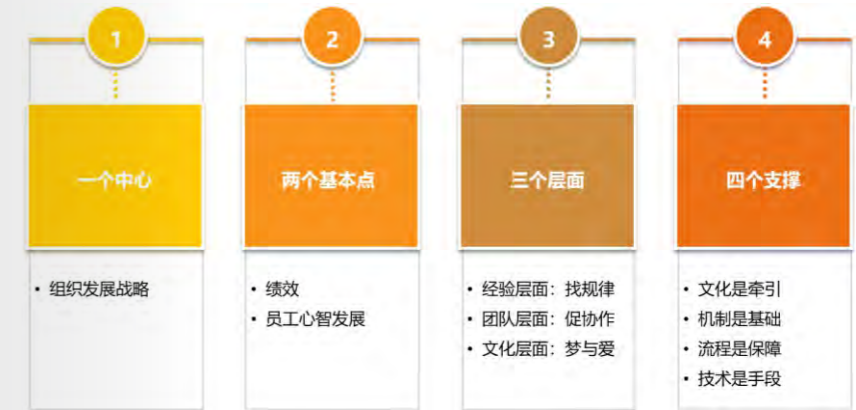 1
一个中心
• 组织发展战略
2
两个基本点
• 绩效
• 员工心智发展
3
三个层面
• 经验层面：找规律
• 团队层面：促协作
• 文化层面：梦与爱
4
四个支撑
• 文化是牵引
• 机制是基础
• 流程是保障
• 技术是手段